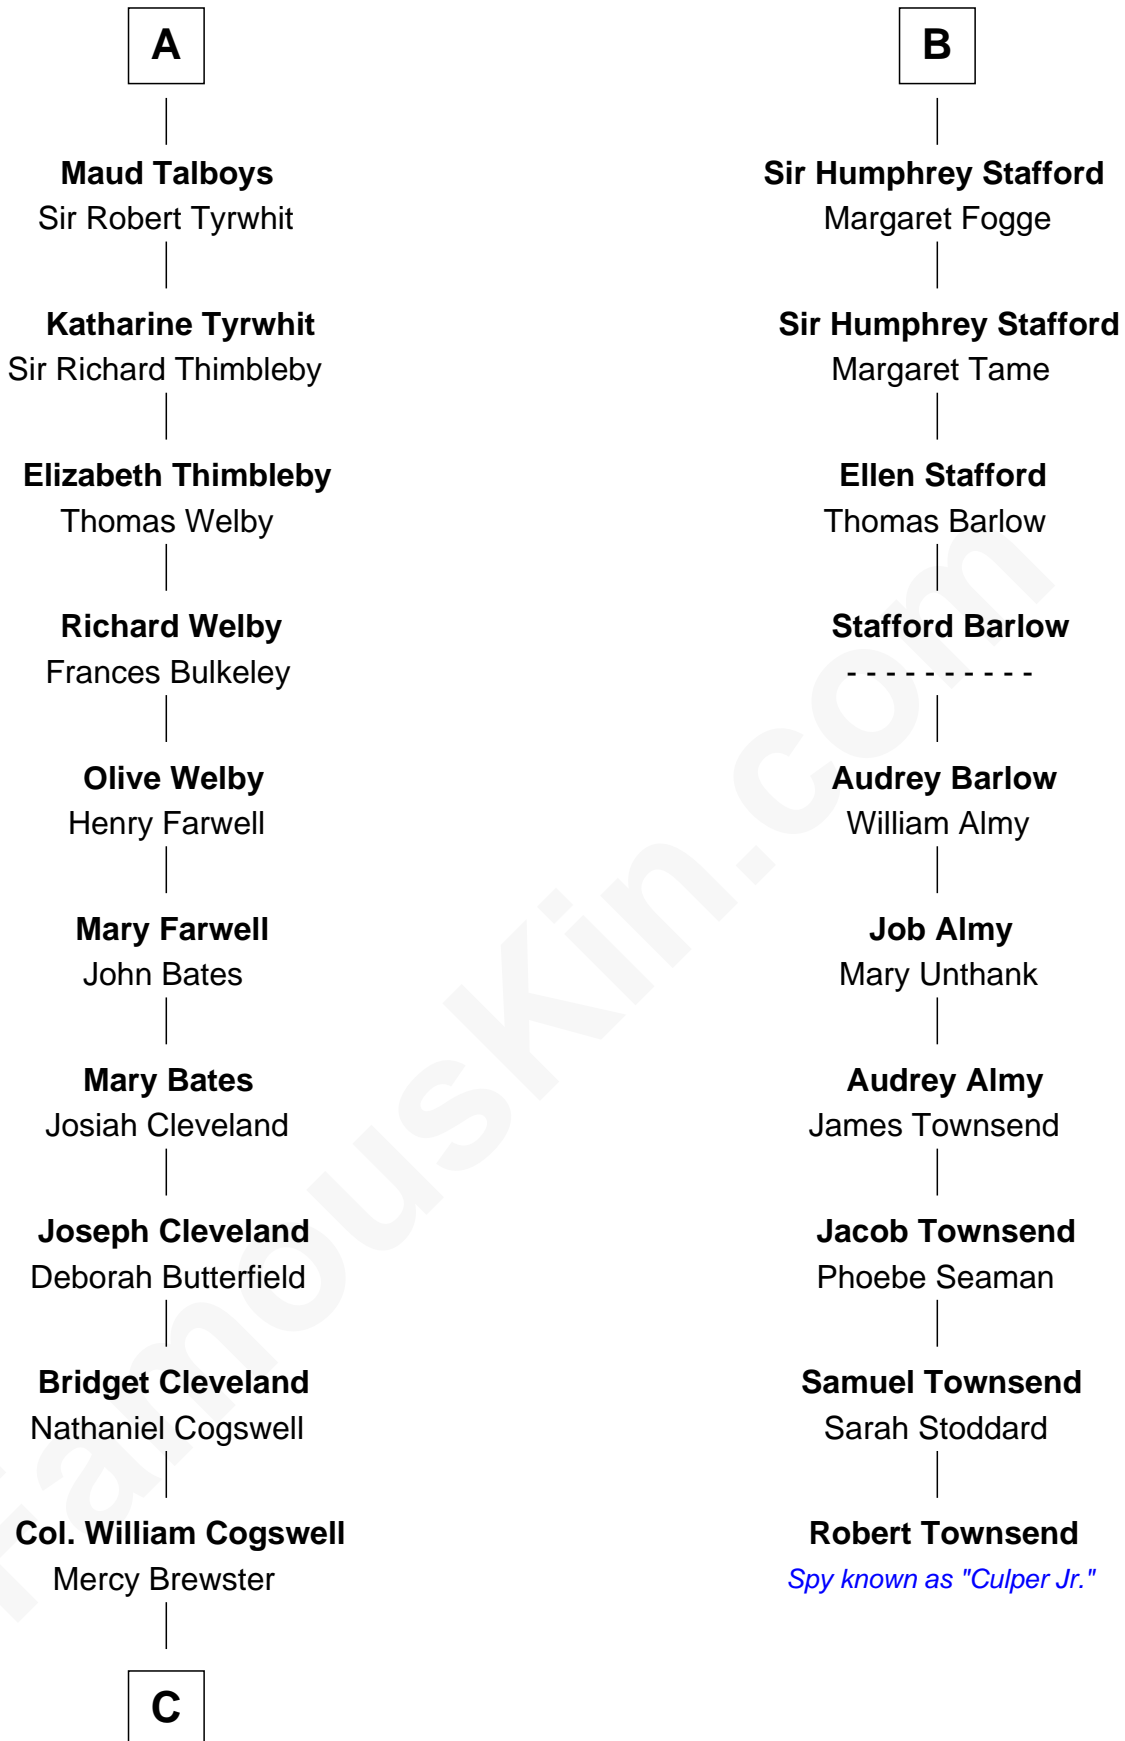 A
Maud Talboys
Sir Robert Tyrwhit
Katharine Tyrwhit
Sir Richard Thimbleby
Elizabeth Thimbleby
Thomas Welby
Richard Welby
Frances Bulkeley
Olive Welby
Henry Farwell
Mary Farwell
John Bates
Mary Bates
Josiah Cleveland
Joseph Cleveland
Deborah Butterfield
Bridget Cleveland
Nathaniel Cogswell
Col. William Cogswell
Mercy Brewster
C
B
Sir Humphrey Stafford
Margaret Fogge
Sir Humphrey Stafford
Margaret Tame
Ellen Stafford
Thomas Barlow
Stafford Barlow
- - - - - - - - - -
Audrey Barlow
William Almy
Job Almy
Mary Unthank
Audrey Almy
James Townsend
Jacob Townsend
Phoebe Seaman
Samuel Townsend
Sarah Stoddard
Robert Townsend
Spy known as "Culper Jr."
FamousKin.com